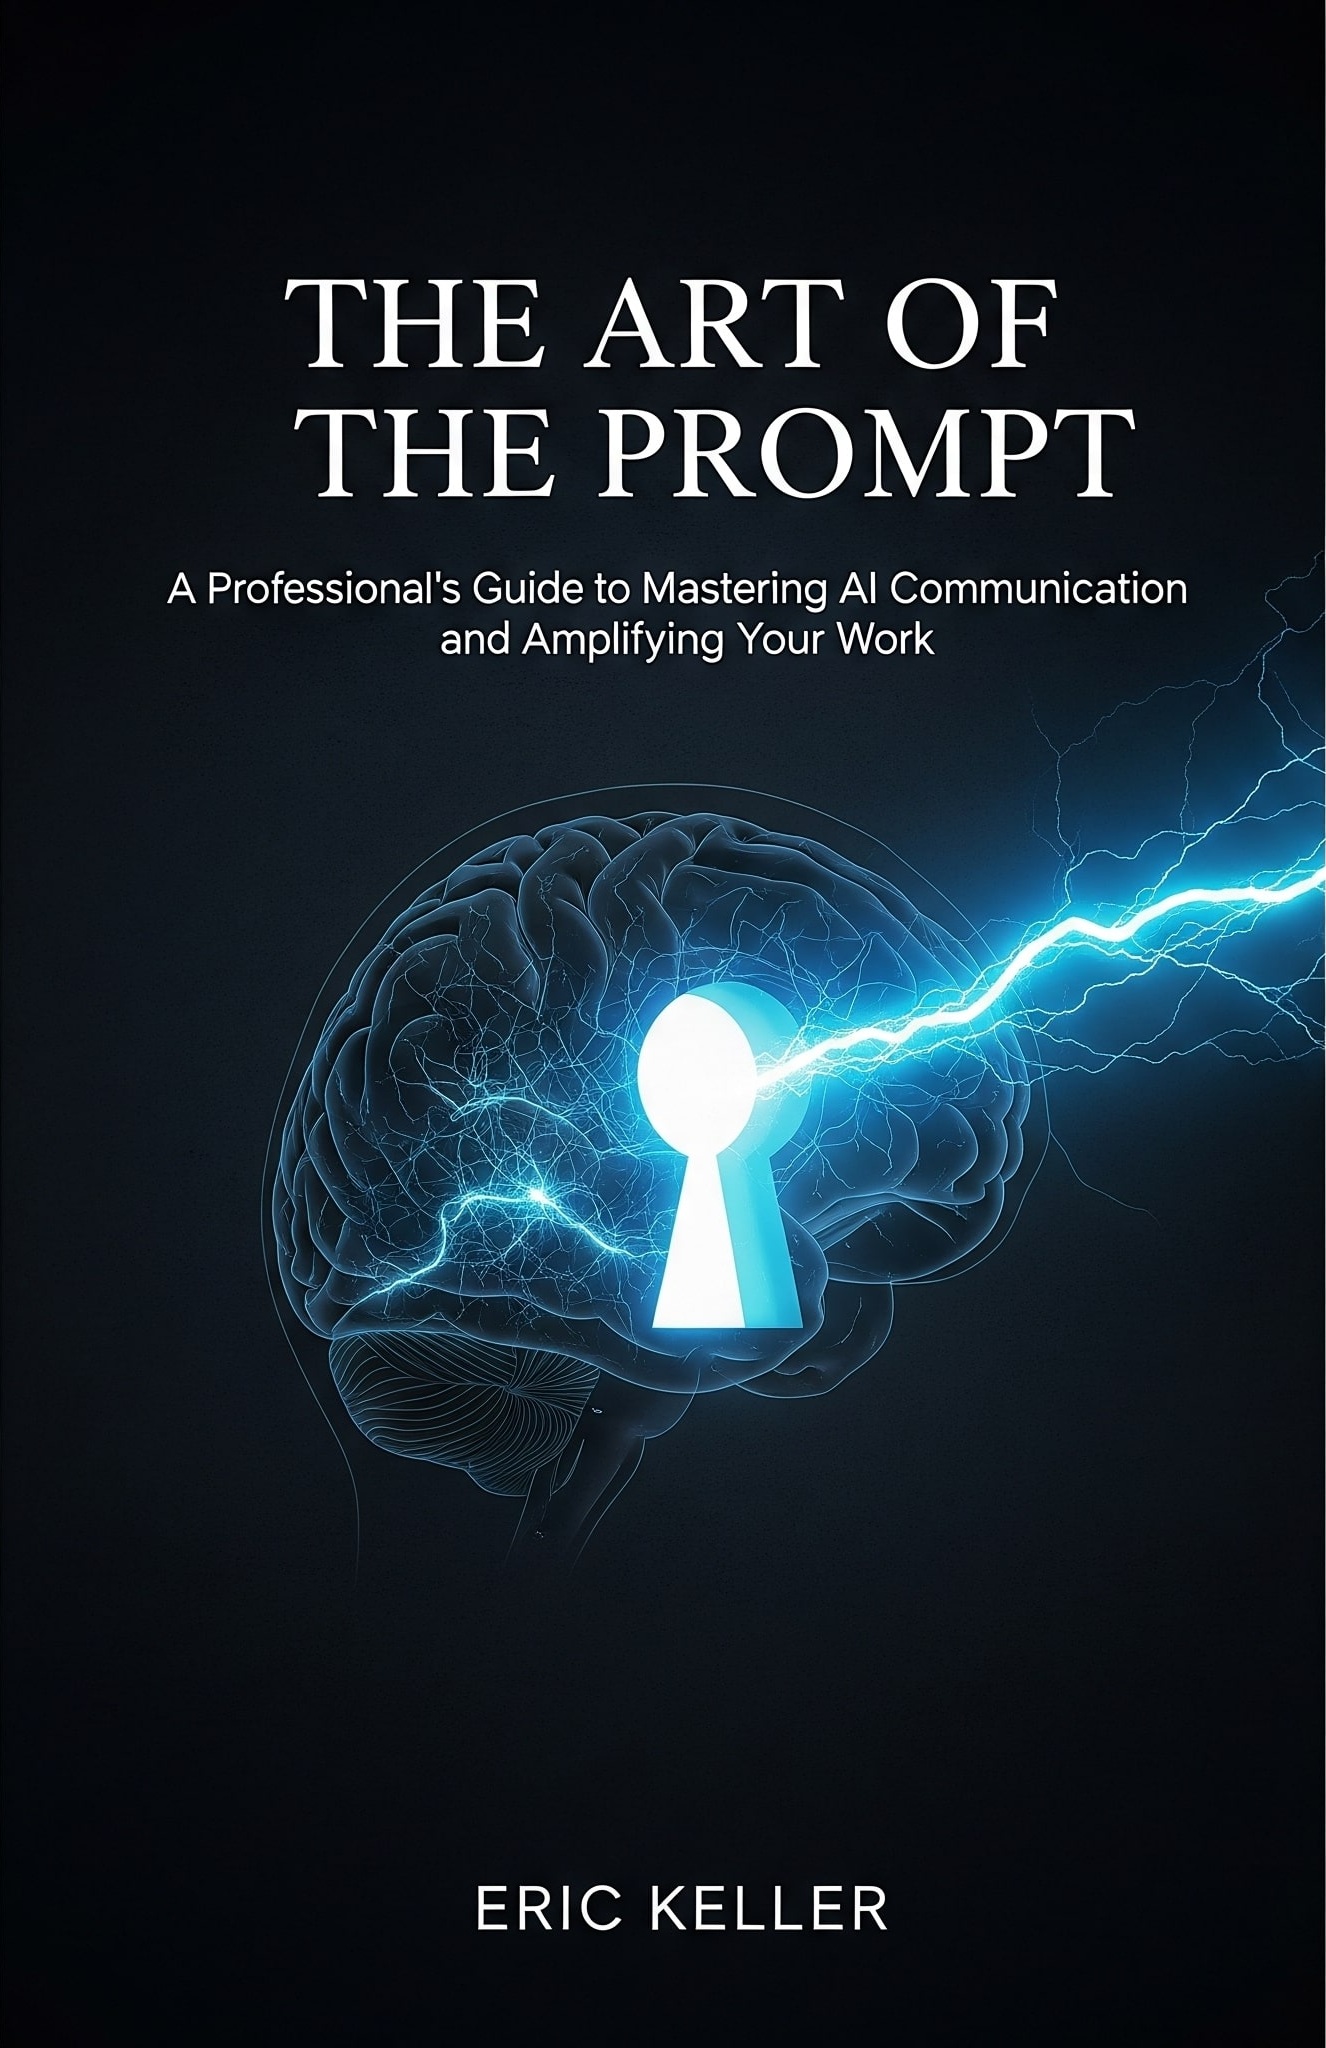 THE ART OF
THE PROMPT
A Professional's Guide to Mastering AI Communication
and Amplifying Your Work
ERIC KELLER